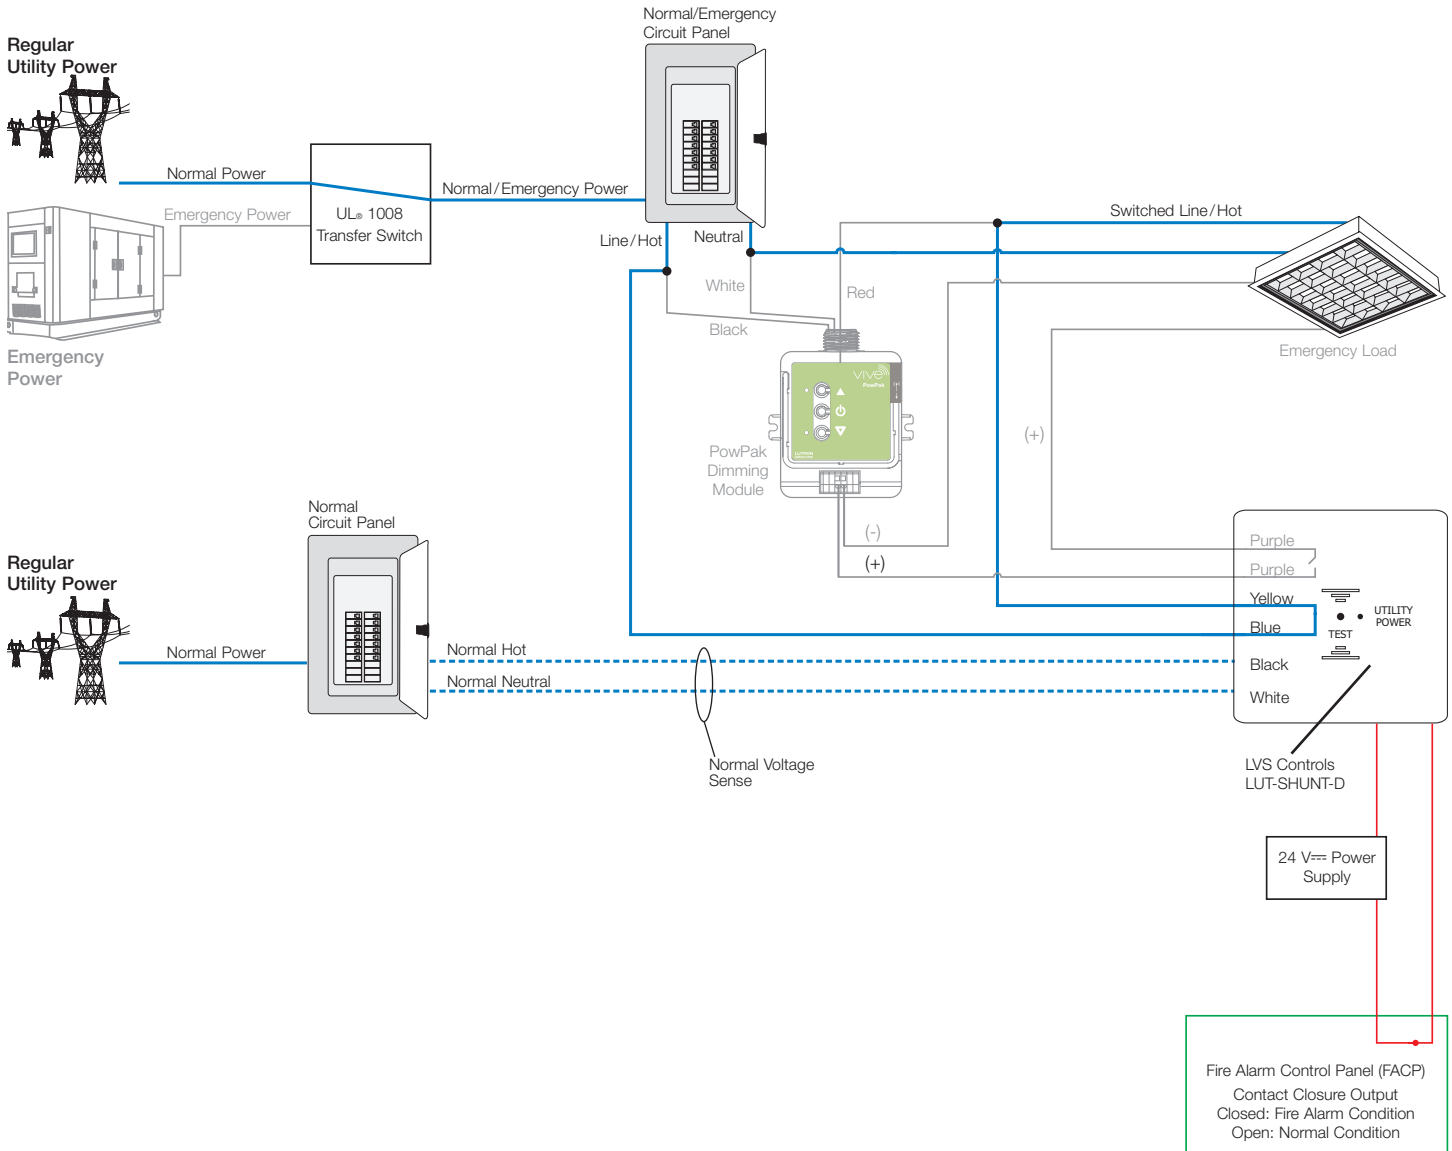 Normal/Emergency
Circuit Panel
Regular
Utility Power
Normal Power
Normal/Emergency Power
Emergency Power
UL® 1008
Transfer Switch
Line/Hot
Neutral
Switched Line/Hot
White
Red
Black
Emergency
Power
Emergency Load
VIVE
PowPak
LUTRON
PowPak
Dimming
Module
(+)
(-)
(+)
Normal
Circuit Panel
Regular
Utility Power
Normal Power
Normal Hot
Normal Neutral
Normal Voltage
Sense
Purple
Purple
Yellow
Blue
Black
White
TEST
UTILITY
POWER
LVS Controls
LUT-SHUNT-D
24 V⎓ Power
Supply
Fire Alarm Control Panel (FACP)
Contact Closure Output
Closed: Fire Alarm Condition
Open: Normal Condition